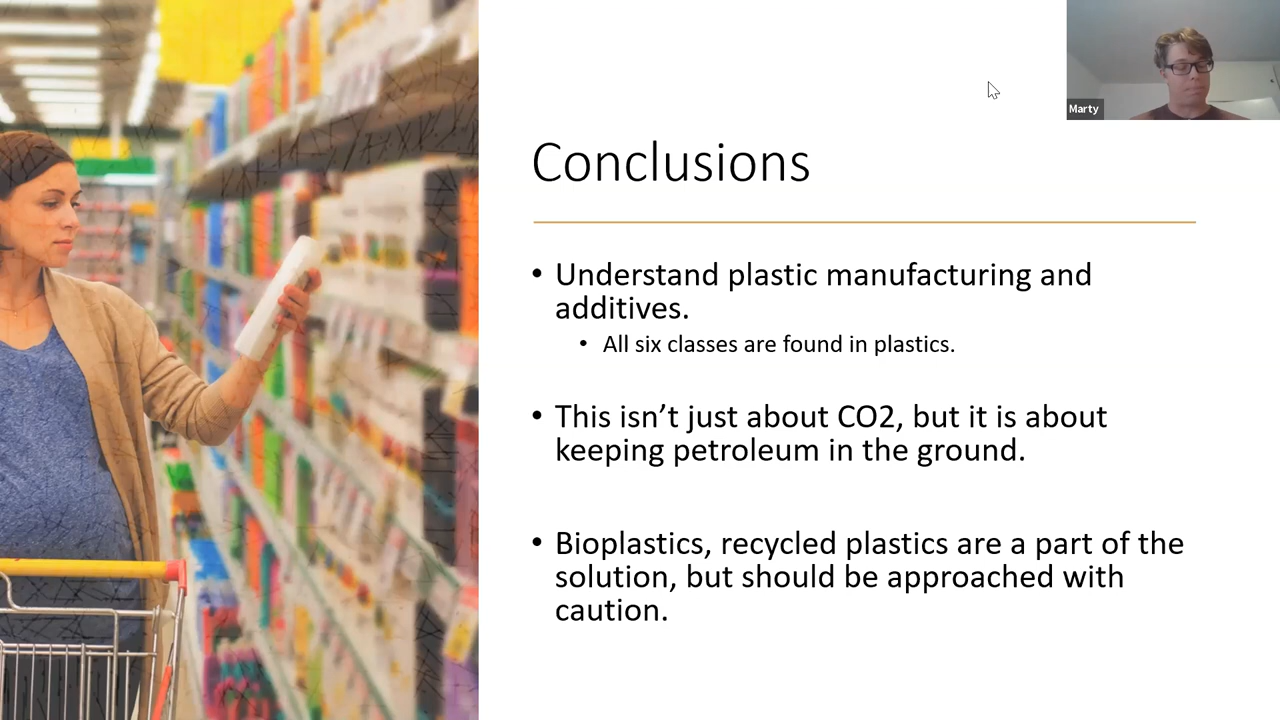 Marty
Conclusions
• Understand plastic manufacturing and
additives.
• All six classes are found in plastics.
• This isn’t just about CO2, but it is about
keeping petroleum in the ground.
• Bioplastics, recycled plastics are a part of the
solution, but should be approached with
caution.